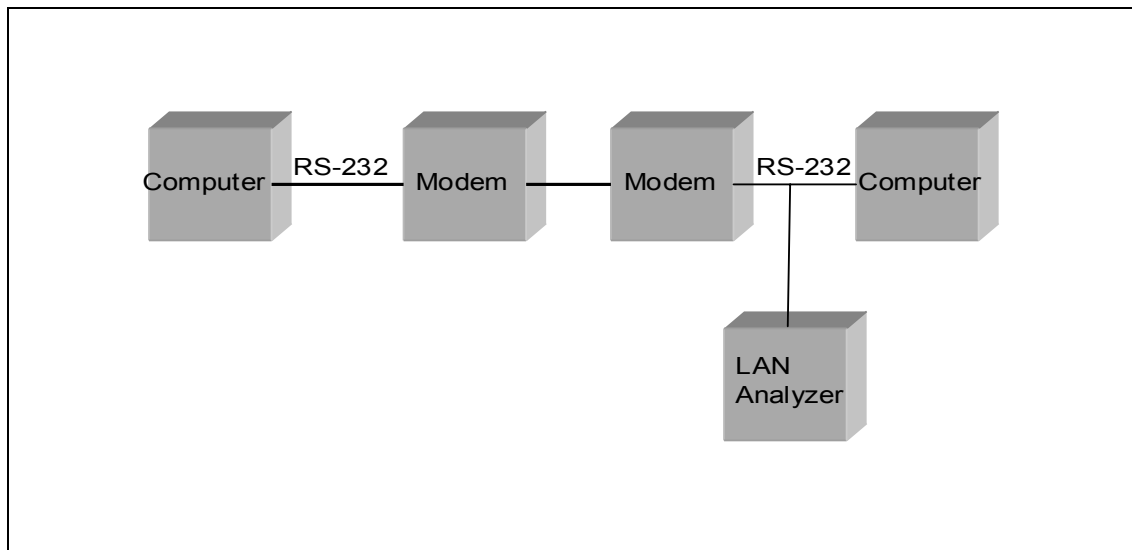 RS-232
RS-232
Computer
Modem
Modem
Computer
LAN
Analyzer